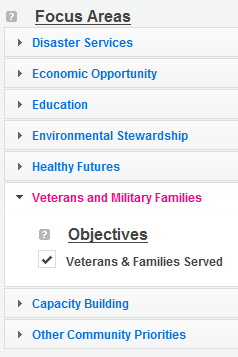 ? Focus Areas
Disaster Services
Economic Opportunity
Education
Environmental Stewardship
Healthy Futures
Veterans and Military Families
? Objectives
Veterans & Families Served
Capacity Building
Other Community Priorities